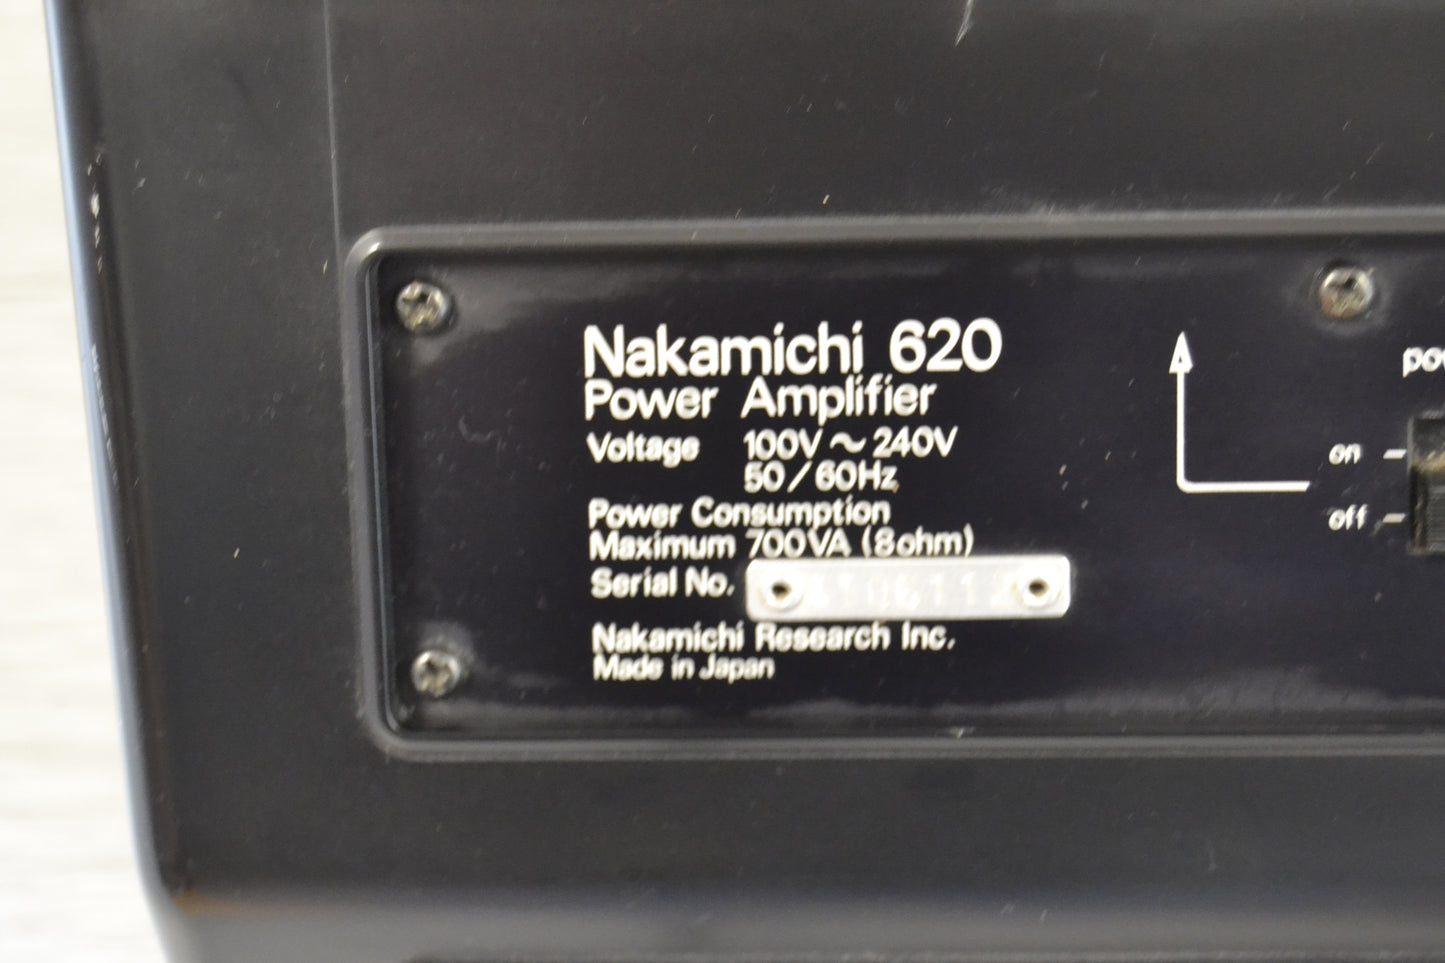 Nakamichi 620
Power Amplifier
Voltage 100V ~ 240V
50/60Hz
Power Consumption
Maximum 700VA (8ohm)
Serial No.
Nakamichi Research Inc.
Made in Japan
on
off